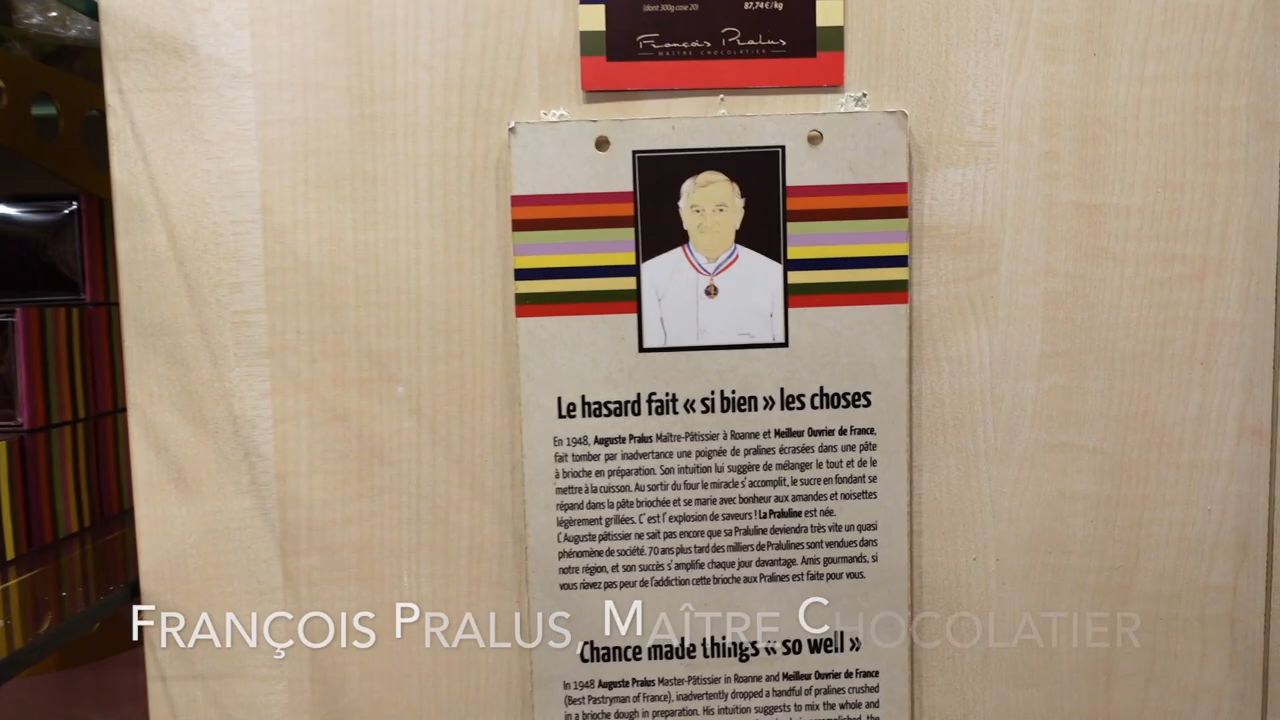 (dont 300g case 20) 87,74€/kg
François Pralus
MAITRE CHOCOLATIER
Le hasard fait « si bien » les choses
En 1948, Auguste Pralus Maître-Pâtissier à Roanne et Meilleur Ouvrier de France,
fait tomber par inadvertance une poignée de pralines écrasées dans une pâte
à brioche en préparation. Son intuition lui suggère de mélanger le tout et de le
mettre à la cuisson. Au sortir du four le miracle s'accomplit, le sucre en fondant se
répand dans la pâte briochée et se marie avec bonheur aux amandes et noisettes
légèrement grillées. C'est l'explosion de saveurs ! La Praluline est née.
L'Auguste pâtissier ne sait pas encore que sa Praluline deviendra très vite un quasi
phénomène de société. 70 ans plus tard des milliers de Pralulines sont vendues dans
notre région, et son succès s'amplifie chaque jour davantage. Amis gourmands, si
vous n'avez pas peur de l'addiction cette brioche aux Pralines est faite pour vous.
François Pralus, Maître Chocolatier
Chance made things « so well »
In 1948 Auguste Pralus Master-Pâtissier in Roanne and Meilleur Ouvrier de France
(Best Pastryman of France), inadvertently dropped a handful of pralines crushed
in a brioche dough in preparation. His intuition suggests to mix the whole and